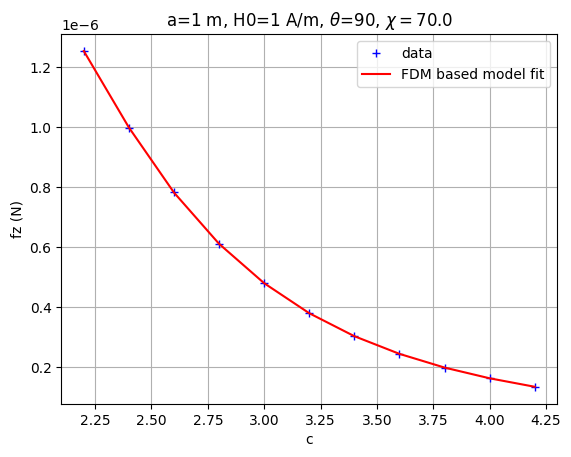 a=1 m, H0=1 A/m, θ=90, χ = 70.0
1e−6
data
FDM based model fit
fz (N)
1.2
1.0
0.8
0.6
0.4
0.2
2.25 2.50 2.75 3.00 3.25 3.50 3.75 4.00 4.25
c